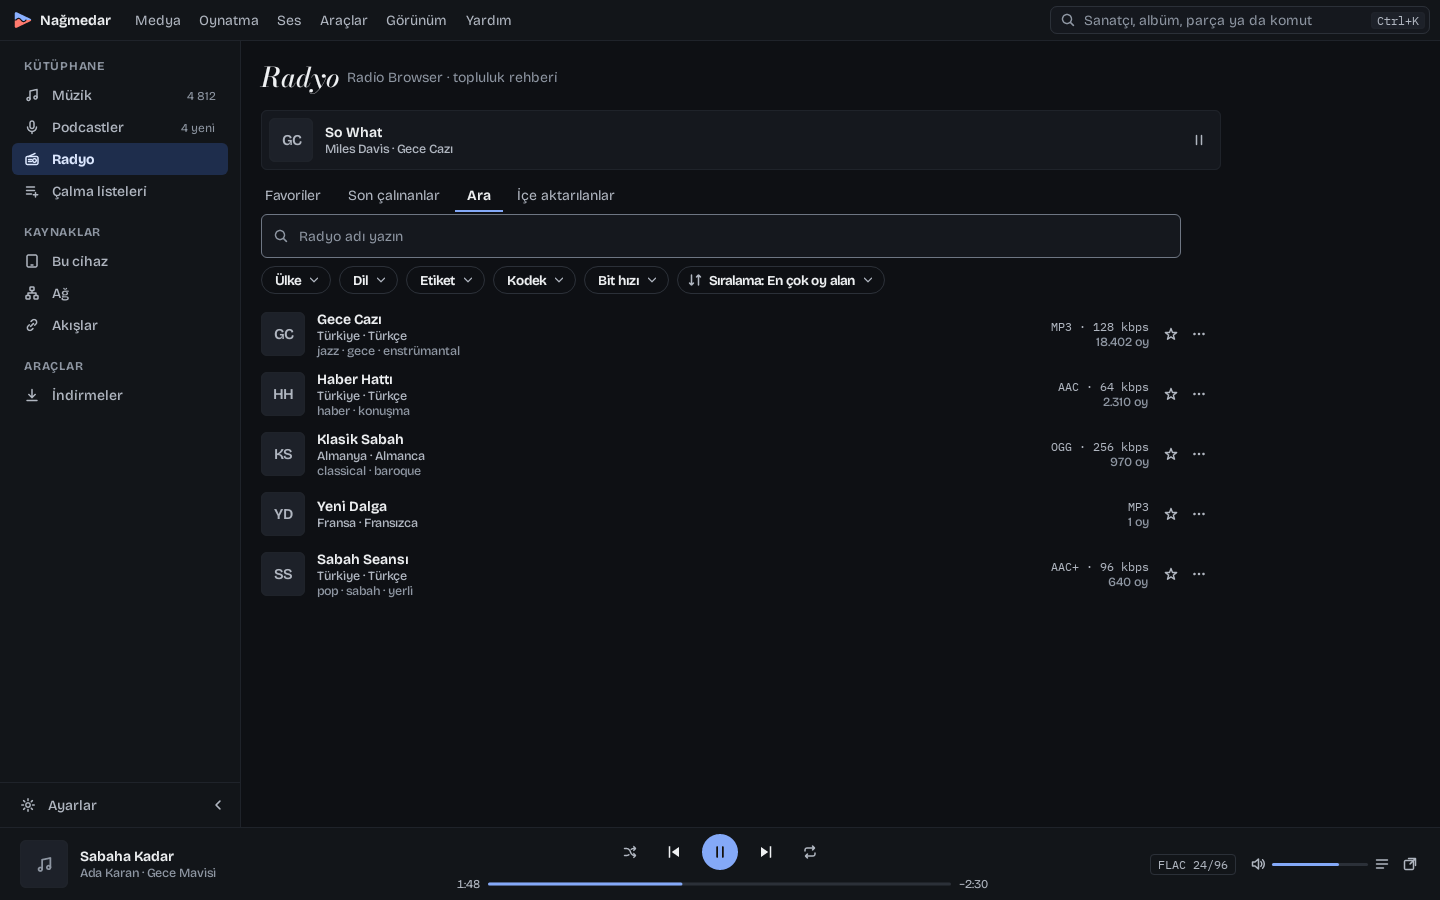 Nağmedar
Medya
Oynatma
Ses
Araçlar
Görünüm
Yardım
Sanatçı, albüm, parça ya da komut
Ctrl+K
KÜTÜPHANE
Müzik
4 812
Podcastler
4 yeni
Radyo
Çalma listeleri
KAYNAKLAR
Bu cihaz
Ağ
Akışlar
ARAÇLAR
İndirmeler
Ayarlar
Radyo
Radio Browser · topluluk rehberi
GC
So What
Miles Davis · Gece Cazı
Favoriler
Son çalınanlar
Ara
İçe aktarılanlar
Radyo adı yazın
Ülke
Dil
Etiket
Kodek
Bit hızı
Sıralama: En çok oy alan
GC
Gece Cazı
Türkiye · Türkçe
jazz · gece · enstrümantal
MP3 · 128 kbps
18.402 oy
HH
Haber Hattı
Türkiye · Türkçe
haber · konuşma
AAC · 64 kbps
2.310 oy
KS
Klasik Sabah
Almanya · Almanca
classical · baroque
OGG · 256 kbps
970 oy
YD
Yeni Dalga
Fransa · Fransızca
MP3
1 oy
SS
Sabah Seansı
Türkiye · Türkçe
pop · sabah · yerli
AAC+ · 96 kbps
640 oy
Sabaha Kadar
Ada Karan · Gece Mavisi
1:48
−2:30
FLAC 24/96